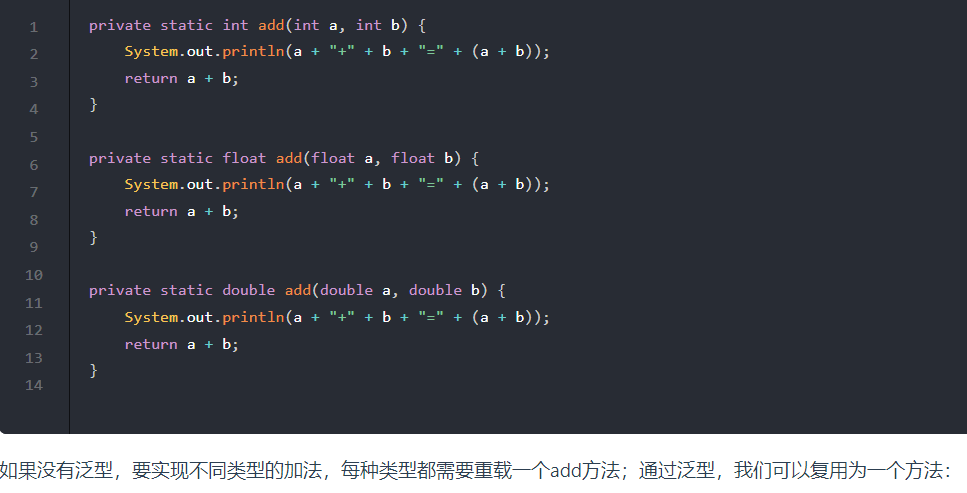 1 private static int add(int a, int b) {
2 System.out.println(a + "+" + b + "=" + (a + b));
3 return a + b;
4 }
5
6 private static float add(float a, float b) {
7 System.out.println(a + "+" + b + "=" + (a + b));
8 return a + b;
9 }
10
11 private static double add(double a, double b) {
12 System.out.println(a + "+" + b + "=" + (a + b));
13 return a + b;
14 }
如果没有泛型，要实现不同类型的加法，每种类型都需要重载一个add方法；通过泛型，我们可以复用为一个方法：